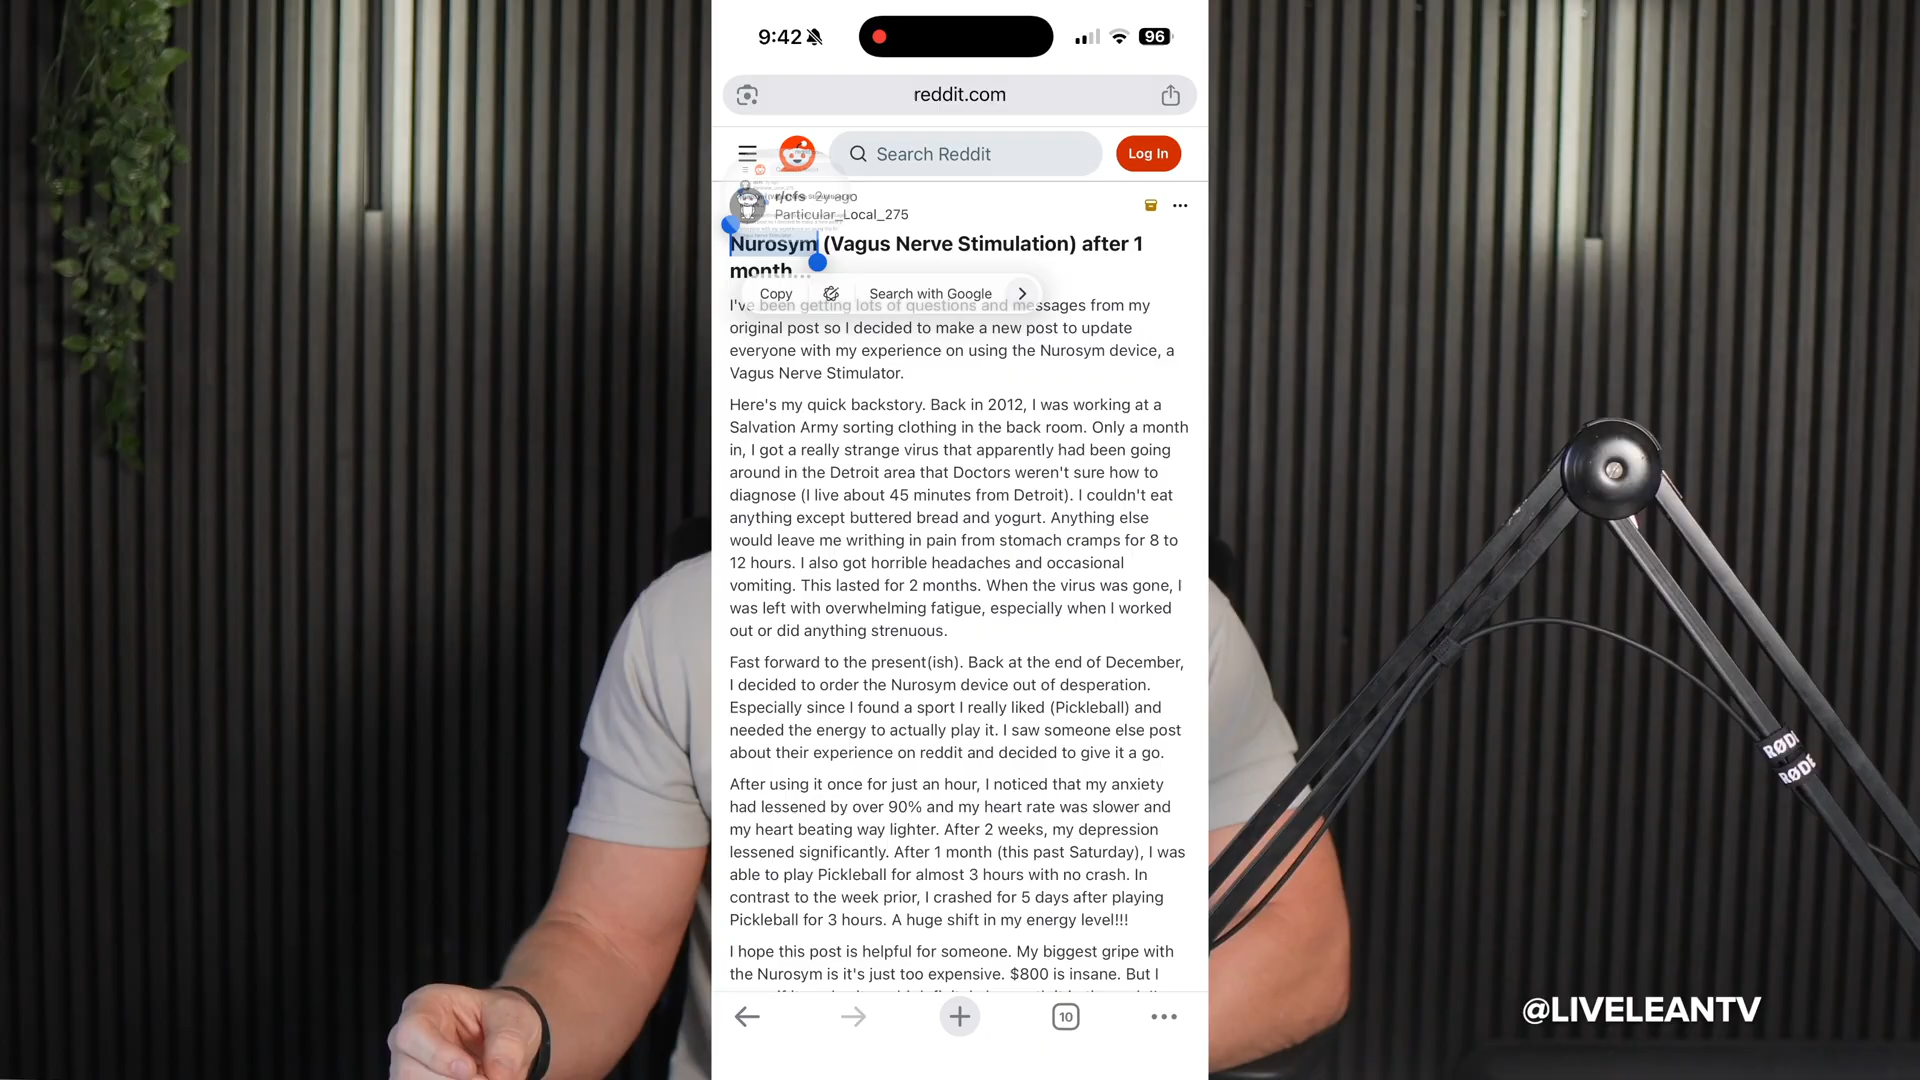 9:42
96
reddit.com
Search Reddit
Log In
r/cfs 2y ago
Particular_Local_275
Nurosym (Vagus Nerve Stimulation) after 1
month
Copy
Search with Google
I've been getting lots of questions and messages from my
original post so I decided to make a new post to update
everyone with my experience on using the Nurosym device, a
Vagus Nerve Stimulator.
Here's my quick backstory. Back in 2012, I was working at a
Salvation Army sorting clothing in the back room. Only a month
in, I got a really strange virus that apparently had been going
around in the Detroit area that Doctors weren't sure how to
diagnose (I live about 45 minutes from Detroit). I couldn't eat
anything except buttered bread and yogurt. Anything else
would leave me writhing in pain from stomach cramps for 8 to
12 hours. I also got horrible headaches and occasional
vomiting. This lasted for 2 months. When the virus was gone, I
was left with overwhelming fatigue, especially when I worked
out or did anything strenuous.
Fast forward to the present(ish). Back at the end of December,
I decided to order the Nurosym device out of desperation.
Especially since I found a sport I really liked (Pickleball) and
needed the energy to actually play it. I saw someone else post
about their experience on reddit and decided to give it a go.
After using it once for just an hour, I noticed that my anxiety
had lessened by over 90% and my heart rate was slower and
my heart beating way lighter. After 2 weeks, my depression
lessened significantly. After 1 month (this past Saturday), I was
able to play Pickleball for almost 3 hours with no crash. In
contrast to the week prior, I crashed for 5 days after playing
Pickleball for 3 hours. A huge shift in my energy level!!!
I hope this post is helpful for someone. My biggest gripe with
the Nurosym is it's just too expensive. $800 is insane. But I
10
RØDE
RØDE
@LIVELEANTV